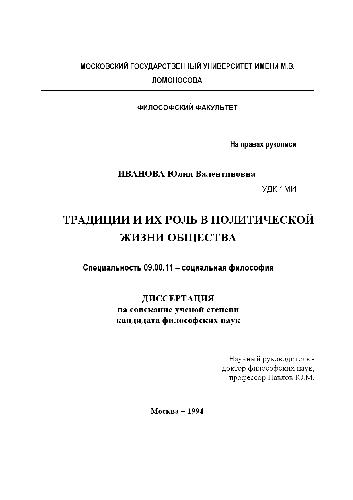 МОСКОВСКИЙ ГОСУДАРСТВЕННЫЙ УНИВЕРСИТЕТ ИМЕНИ М.В.
ЛОМОНОСОВА
ФИЛОСОФСКИЙ ФАКУЛЬТЕТ
На правах рукописи
ИВАНОВА Юлия Валентиновна
УДК 1МИ
ТРАДИЦИИ И ИХ РОЛЬ В ПОЛИТИЧЕСКОЙ
ЖИЗНИ ОБЩЕСТВА
Специальность 09.00.11 – социальная философия
ДИССЕРТАЦИЯ
на соискание ученой степени
кандидата философских наук
Научный руководитель -
доктор философских наук,
профессор Павлов Ю.М.
Москва – 1994